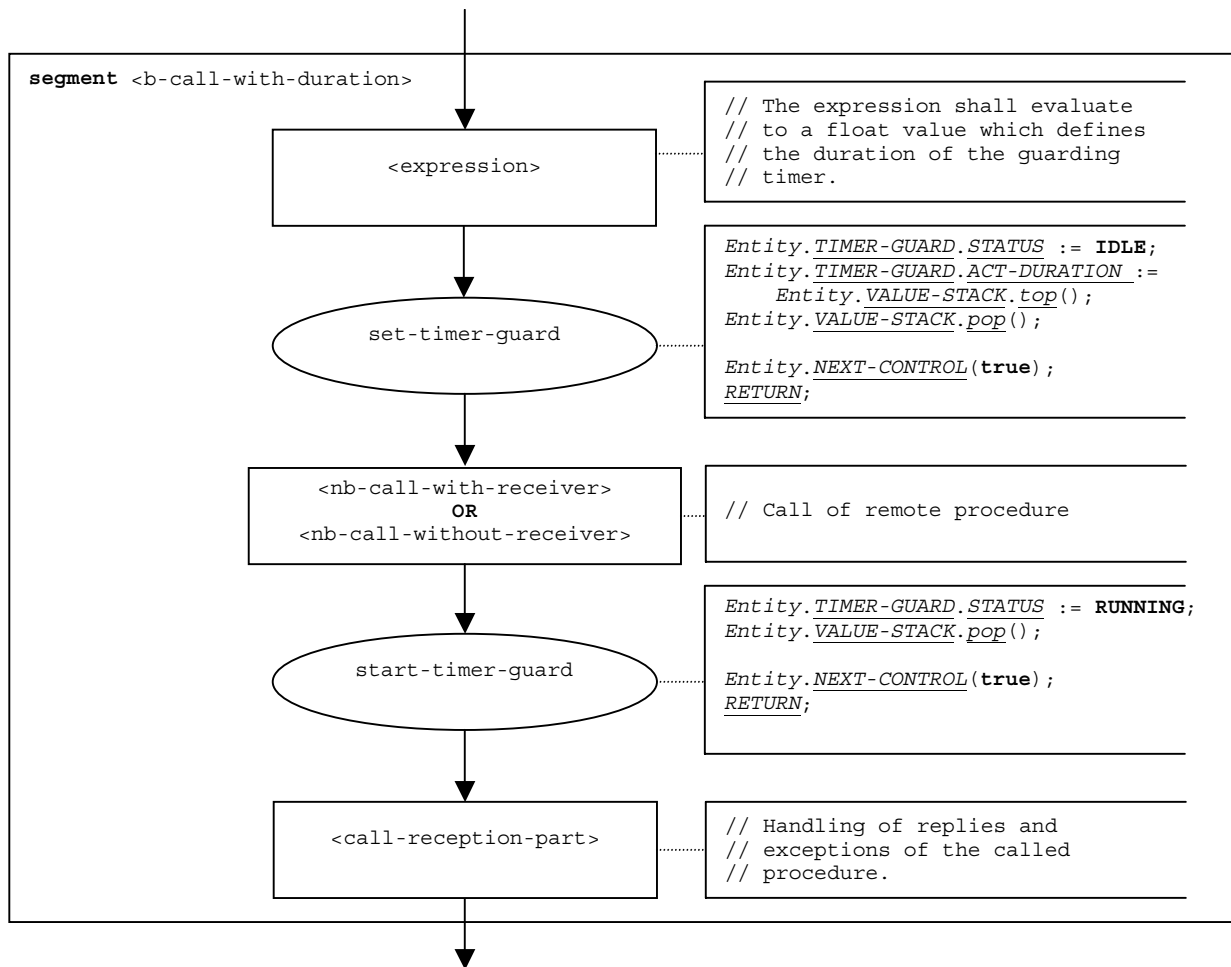 segment <b-call-with-duration>
<expression>
// The expression shall evaluate
// to a float value which defines
// the duration of the guarding
// timer.
set-timer-guard
Entity.TIMER-GUARD.STATUS := IDLE;
Entity.TIMER-GUARD.ACT-DURATION :=
Entity.VALUE-STACK.top();
Entity.VALUE-STACK.pop();
Entity.NEXT-CONTROL(true);
RETURN;
<nb-call-with-receiver>
OR
<nb-call-without-receiver>
// Call of remote procedure
start-timer-guard
Entity.TIMER-GUARD.STATUS := RUNNING;
Entity.VALUE-STACK.pop();
Entity.NEXT-CONTROL(true);
RETURN;
<call-reception-part>
// Handling of replies and
// exceptions of the called
// procedure.